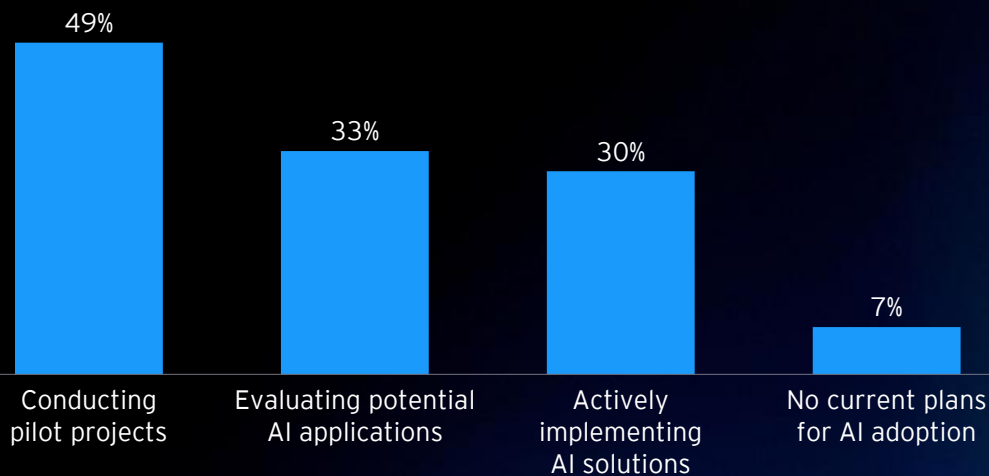 49%
33%
30%
7%
Conducting
pilot projects
Evaluating potential
AI applications
Actively
implementing
AI solutions
No current plans
for AI adoption